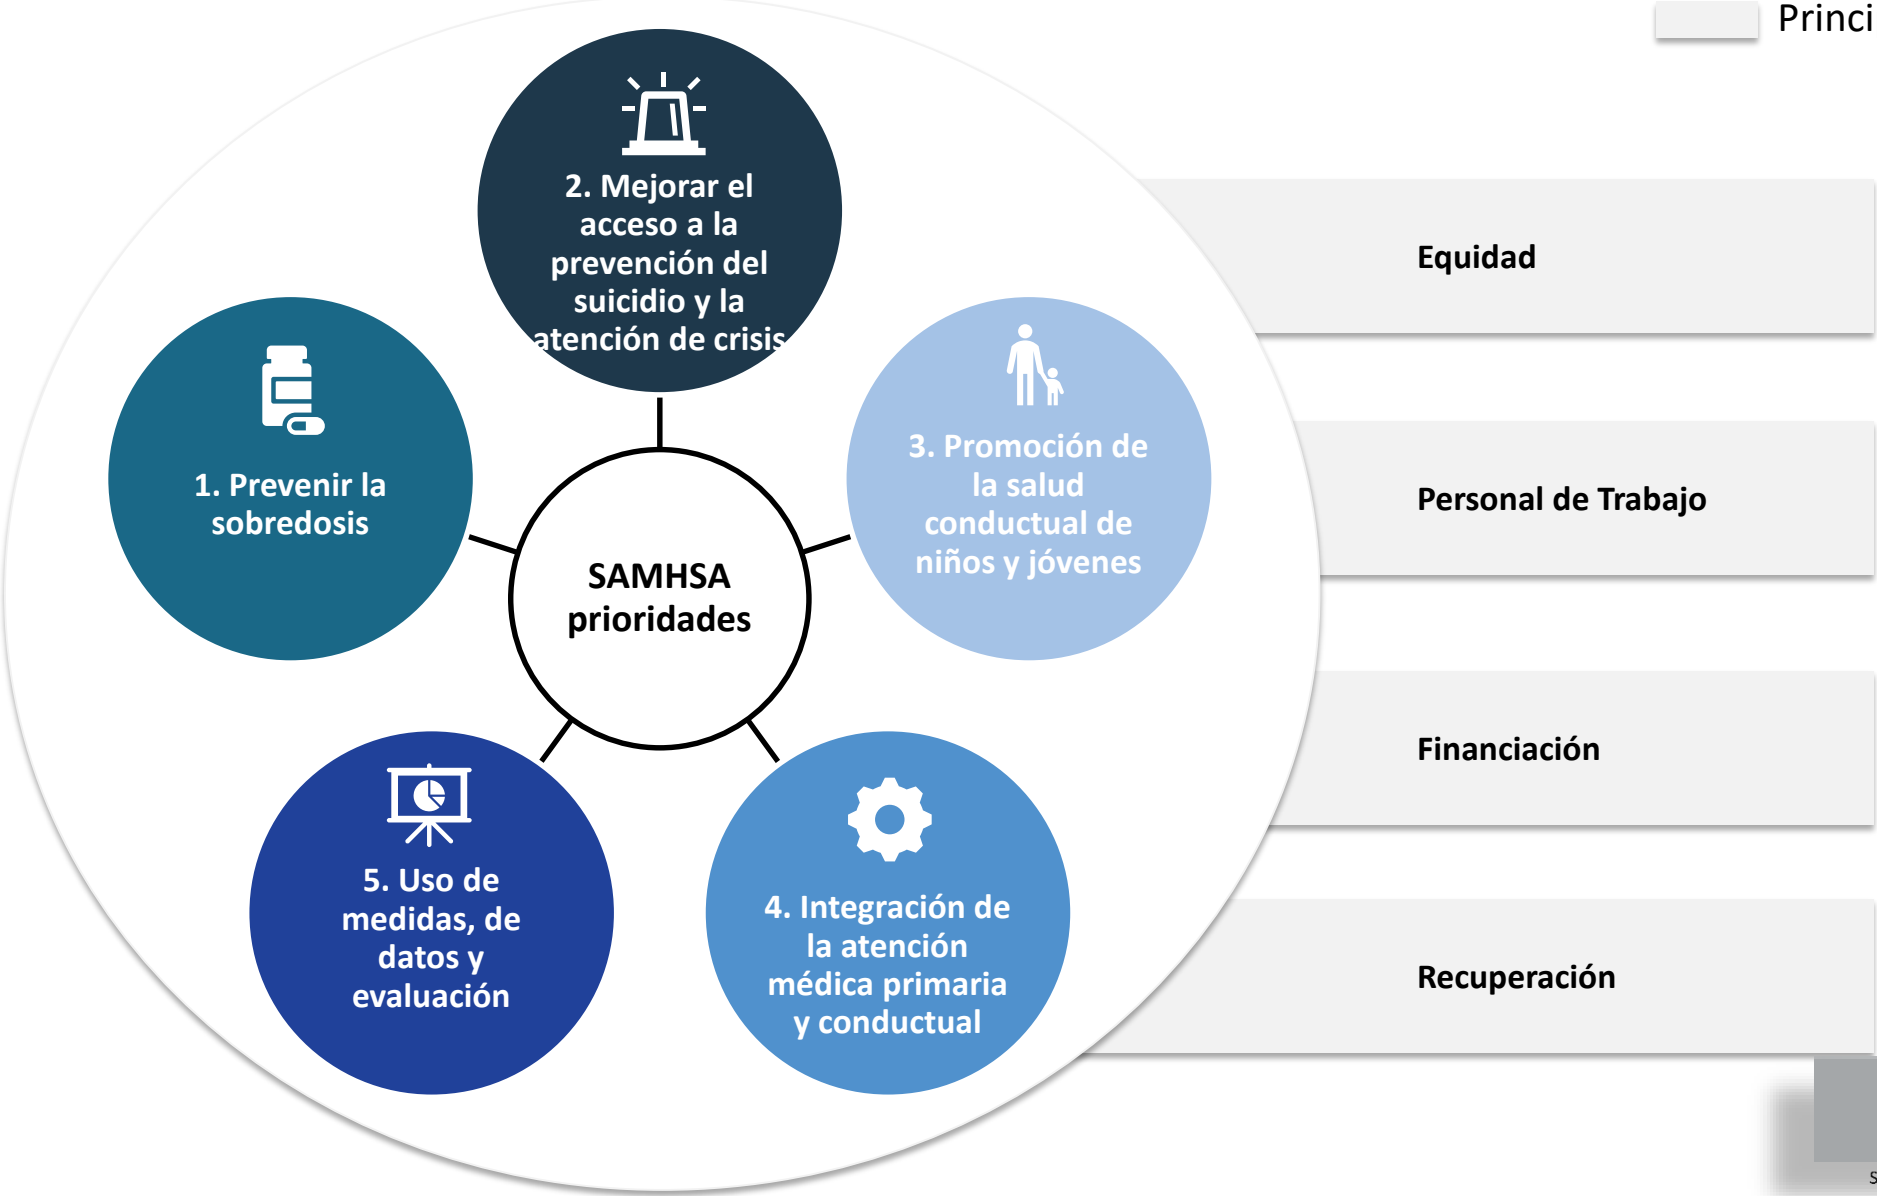 Princi
2. Mejorar el
acceso a la
prevención del
suicidio y la
atención de crisis
1. Prevenir la
sobredosis
3. Promoción de
la salud
conductual de
niños y jóvenes
SAMHSA
prioridades
5. Uso de
medidas, de
datos y
evaluación
4. Integración de
la atención
médica primaria
y conductual
Equidad
Personal de Trabajo
Financiación
Recuperación
S